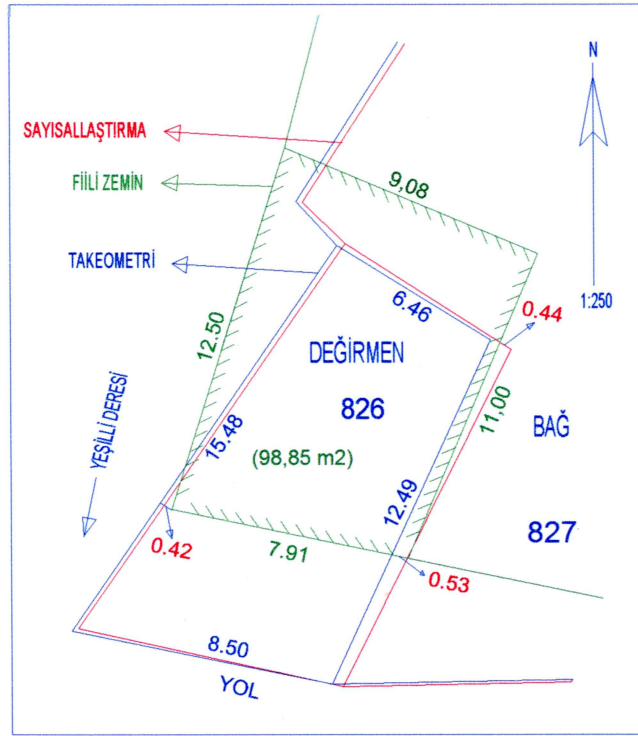 N
SAYISALLAŞTIRMA
9,08
FİİLİ ZEMİN
TAKEOMETRİ
1:250
6.46
0.44
12.50
DEĞİRMEN
826
11,00
BAĞ
15.48
(98,85 m2)
YEŞİLLİ DERESİ
12.49
827
0.42
7.91
0.53
8.50
YOL